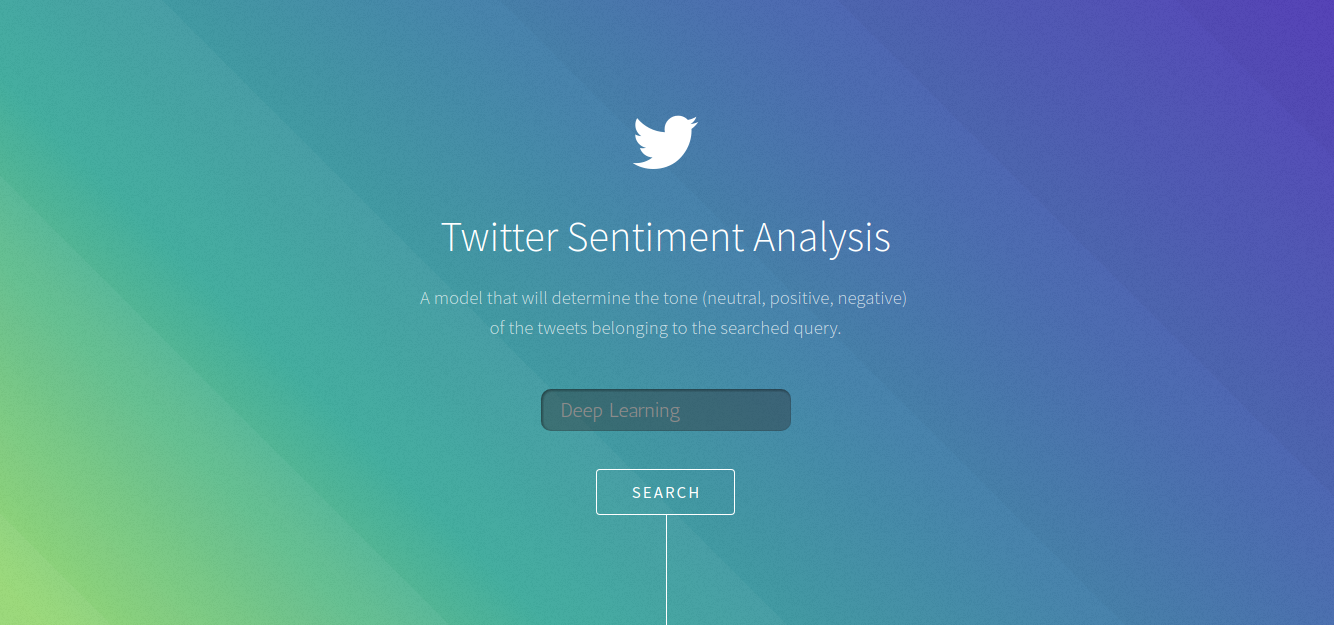 Twitter Sentiment Analysis
A model that will determine the tone (neutral, positive, negative)
of the tweets belonging to the searched query.
Deep Learning
SEARCH